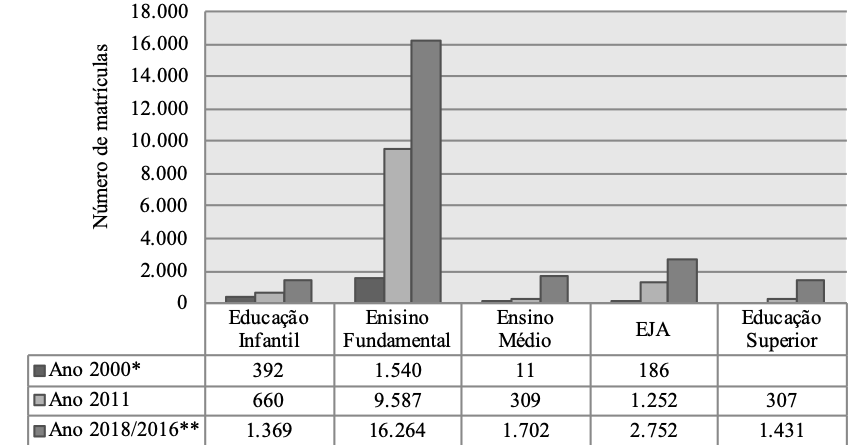 18.000
16.000
14.000
12.000
10.000
8.000
6.000
4.000
2.000
0
Número de matrículas
Educação Infantil
Enisino Fundamental
Ensino Médio
EJA
Educação Superior
Ano 2000* 392 1.540 11 186
Ano 2011 660 9.587 309 1.252 307
Ano 2018/2016** 1.369 16.264 1.702 2.752 1.431